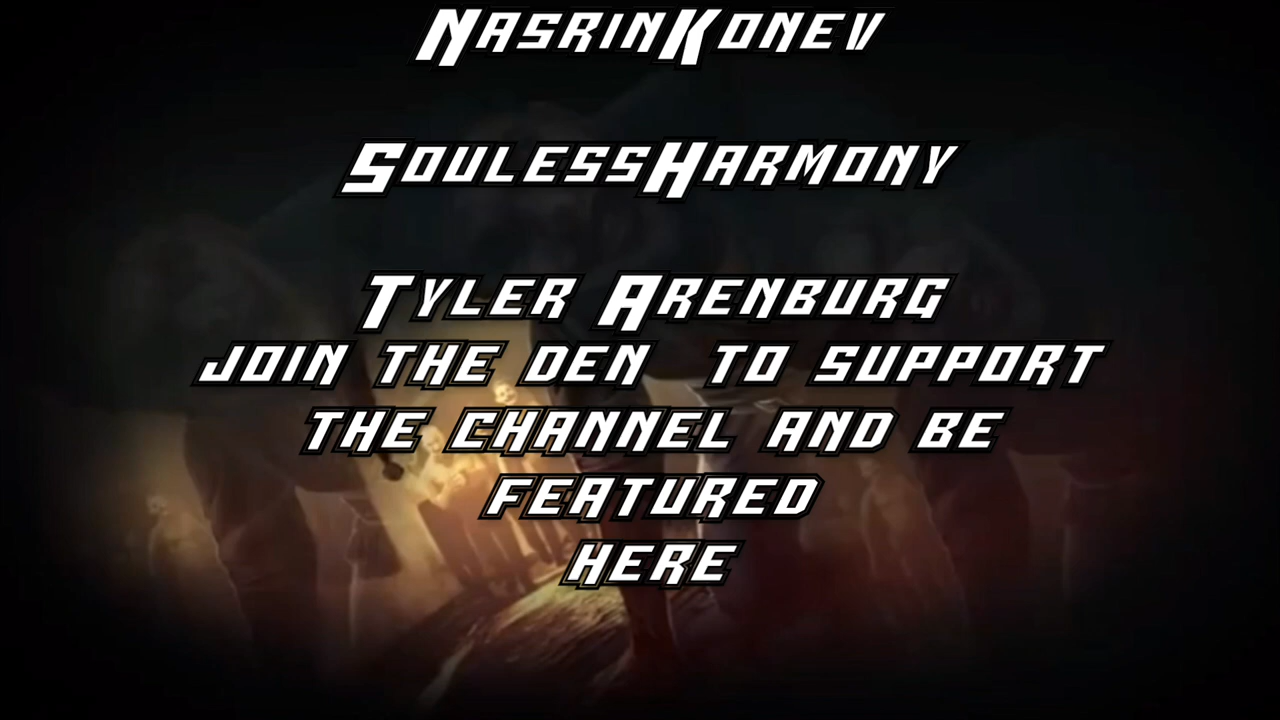 NasrinKonev
SoulessHarmony
Tyler Arenburg
JOIN THE DEN TO SUPPORT
THE CHANNEL AND BE
FEATURED
HERE